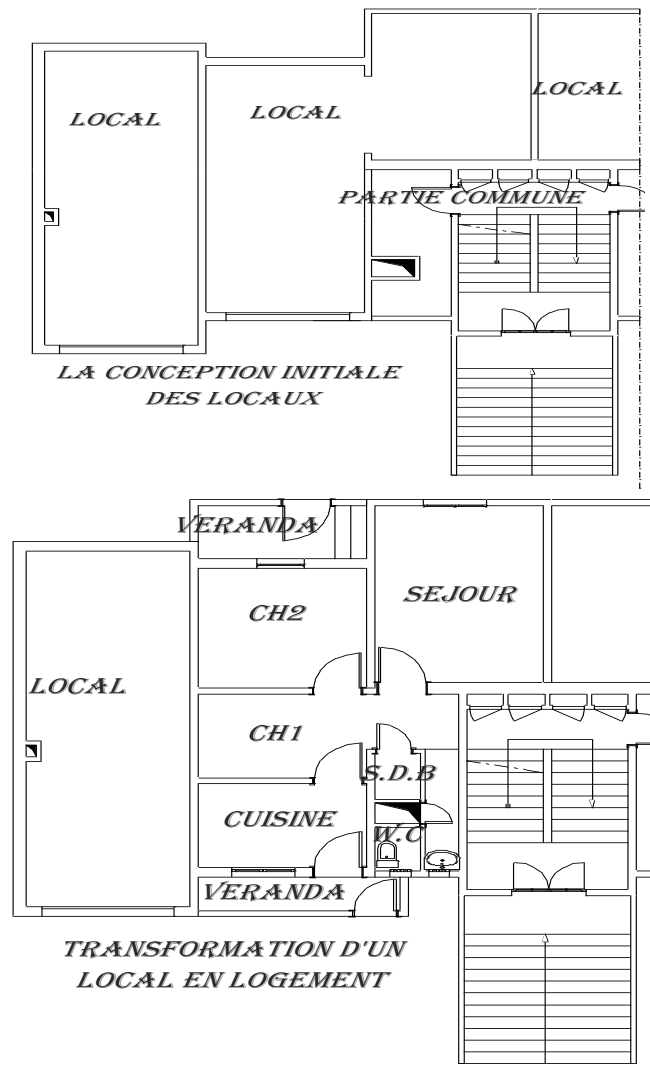 LOCAL
LOCAL
LOCAL
PARTIE COMMUNE
LA CONCEPTION INITIALE
DES LOCAUX
VERANDA
SEJOUR
CH2
LOCAL
CH1
S.D.B
CUISINE
W.C
VERANDA
TRANSFORMATION D'UN
LOCAL EN LOGEMENT